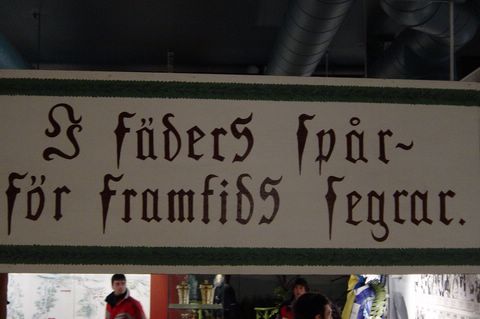 I fäders spår-
för framtids segrar.